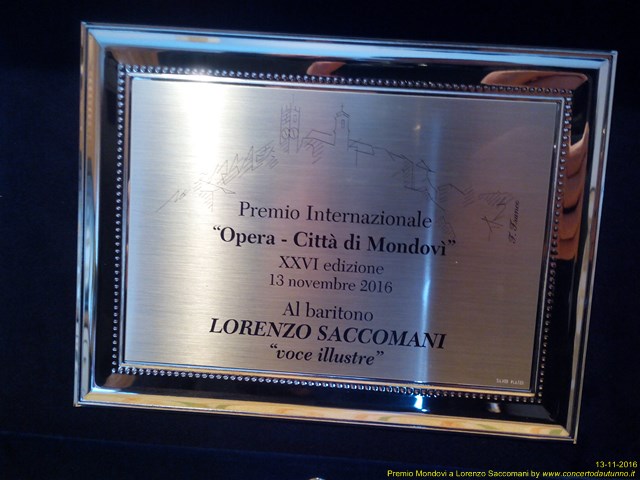 Premio Internazionale
“Opera - Città di Mondovì”
XXVI edizione
13 novembre 2016
Al baritono
LORENZO SACCOMANI
“voce illustre”
13-11-2016
Premio Mondovi a Lorenzo Saccomani by www.concertodautunno.it